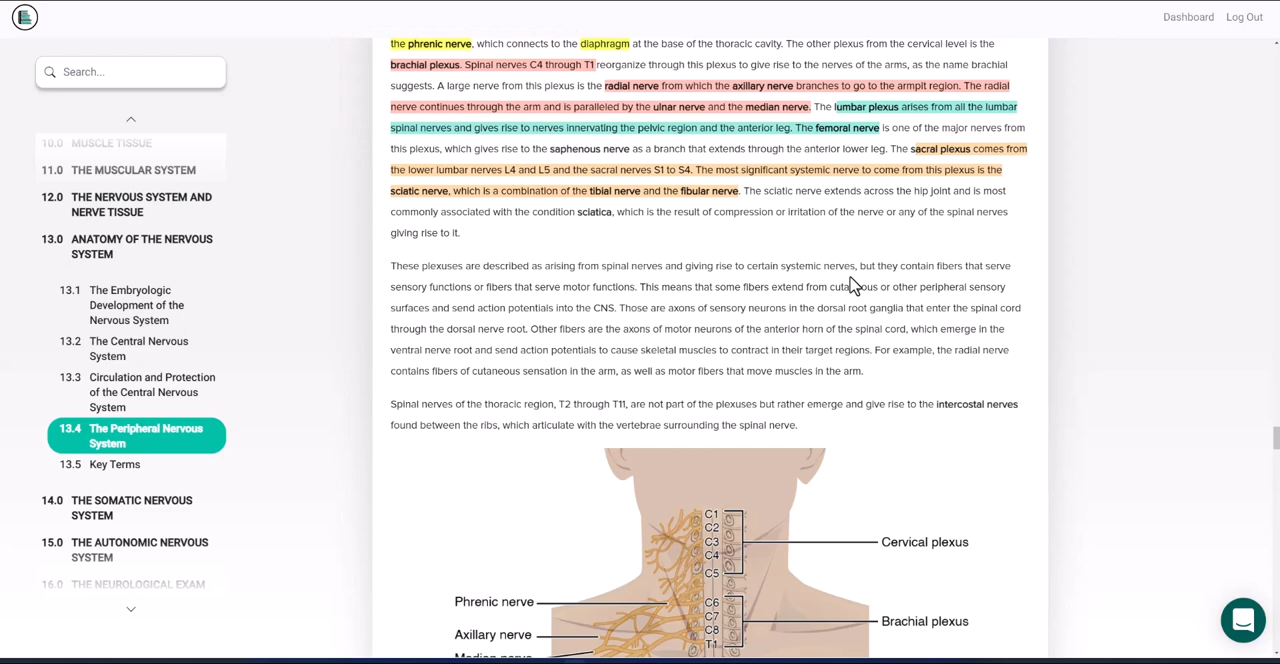 Dashboard Log Out
Search...
10.0 MUSCLE TISSUE
11.0 THE MUSCULAR SYSTEM
12.0 THE NERVOUS SYSTEM AND
NERVE TISSUE
13.0 ANATOMY OF THE NERVOUS
SYSTEM
13.1 The Embryologic
Development of the
Nervous System
13.2 The Central Nervous
System
13.3 Circulation and Protection
of the Central Nervous
System
13.4 The Peripheral Nervous
System
13.5 Key Terms
14.0 THE SOMATIC NERVOUS
SYSTEM
15.0 THE AUTONOMIC NERVOUS
SYSTEM
16.0 THE NEUROLOGICAL EXAM
the phrenic nerve, which connects to the diaphragm at the base of the thoracic cavity. The other plexus from the cervical level is the
brachial plexus. Spinal nerves C4 through T1 reorganize through this plexus to give rise to the nerves of the arms, as the name brachial
suggests. A large nerve from this plexus is the radial nerve from which the axillary nerve branches to go to the armpit region. The radial
nerve continues through the arm and is paralleled by the ulnar nerve and the median nerve. The lumbar plexus arises from all the lumbar
spinal nerves and gives rise to nerves innervating the pelvic region and the anterior leg. The femoral nerve is one of the major nerves from
this plexus, which gives rise to the saphenous nerve as a branch that extends through the anterior lower leg. The sacral plexus comes from
the lower lumbar nerves L4 and L5 and the sacral nerves S1 to S4. The most significant systemic nerve to come from this plexus is the
sciatic nerve, which is a combination of the tibial nerve and the fibular nerve. The sciatic nerve extends across the hip joint and is most
commonly associated with the condition sciatica, which is the result of compression or irritation of the nerve or any of the spinal nerves
giving rise to it.
These plexuses are described as arising from spinal nerves and giving rise to certain systemic nerves, but they contain fibers that serve
sensory functions or fibers that serve motor functions. This means that some fibers extend from cutaneous or other peripheral sensory
surfaces and send action potentials into the CNS. Those are axons of sensory neurons in the dorsal root ganglia that enter the spinal cord
through the dorsal nerve root. Other fibers are the axons of motor neurons of the anterior horn of the spinal cord, which emerge in the
ventral nerve root and send action potentials to cause skeletal muscles to contract in their target regions. For example, the radial nerve
contains fibers of cutaneous sensation in the arm, as well as motor fibers that move muscles in the arm.
Spinal nerves of the thoracic region, T2 through T11, are not part of the plexuses but rather emerge and give rise to the intercostal nerves
found between the ribs, which articulate with the vertebrae surrounding the spinal nerve.
C1
C2
C3
C4
C5
Cervical plexus
Phrenic nerve
C6
C7
C8
T1
Brachial plexus
Axillary nerve
Median nerve